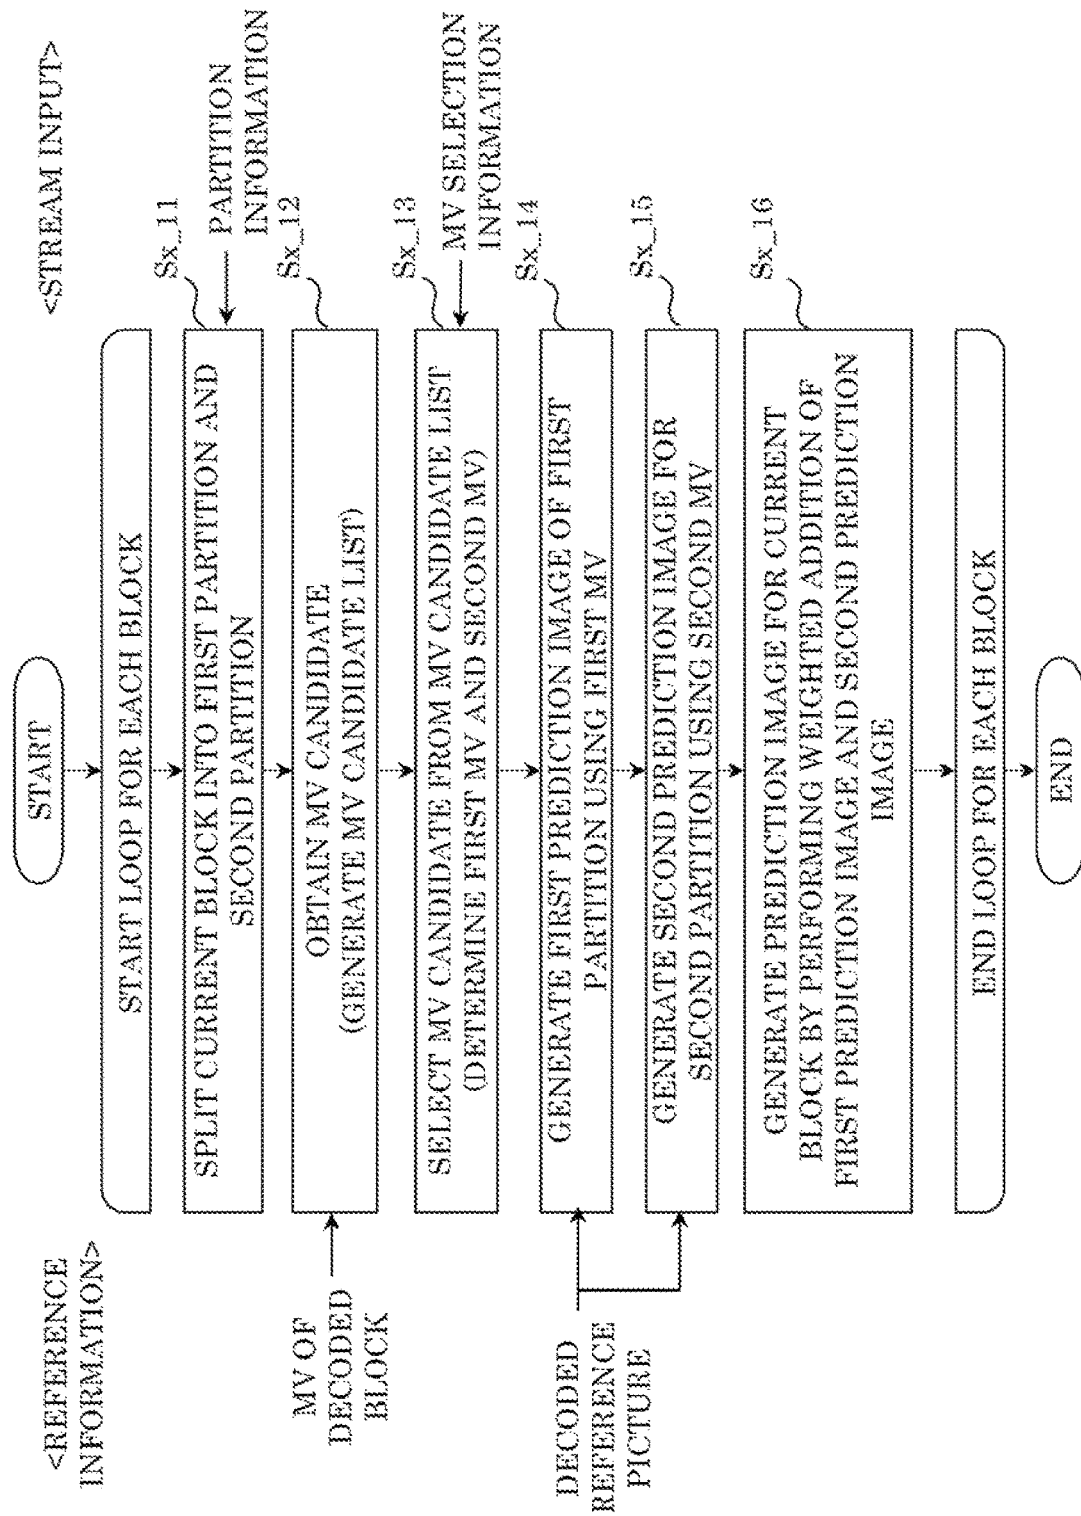 <REFERENCE
INFORMATION>
<STREAM INPUT>
START
START LOOP FOR EACH BLOCK
Sx_11
SPLIT CURRENT BLOCK INTO FIRST PARTITION AND
SECOND PARTITION
PARTITION
INFORMATION
Sx_12
MV OF
DECODED
BLOCK
OBTAIN MV CANDIDATE
(GENERATE MV CANDIDATE LIST)
Sx_13
SELECT MV CANDIDATE FROM MV CANDIDATE LIST
(DETERMINE FIRST MV AND SECOND MV)
MV SELECTION
INFORMATION
Sx_14
DECODED
REFERENCE
PICTURE
GENERATE FIRST PREDICTION IMAGE OF FIRST
PARTITION USING FIRST MV
Sx_15
GENERATE SECOND PREDICTION IMAGE FOR
SECOND PARTITION USING SECOND MV
Sx_16
GENERATE PREDICTION IMAGE FOR CURRENT
BLOCK BY PERFORMING WEIGHTED ADDITION OF
FIRST PREDICTION IMAGE AND SECOND PREDICTION
IMAGE
END LOOP FOR EACH BLOCK
END